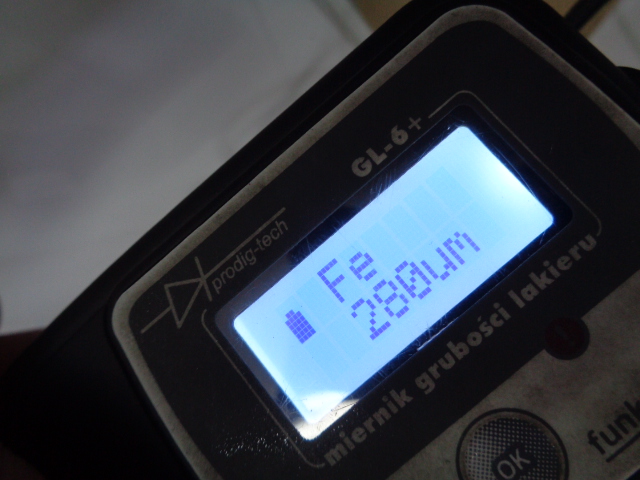 GL-6+
prodig-tech
Fe
280um
miernik grubości lakieru
OK
funk